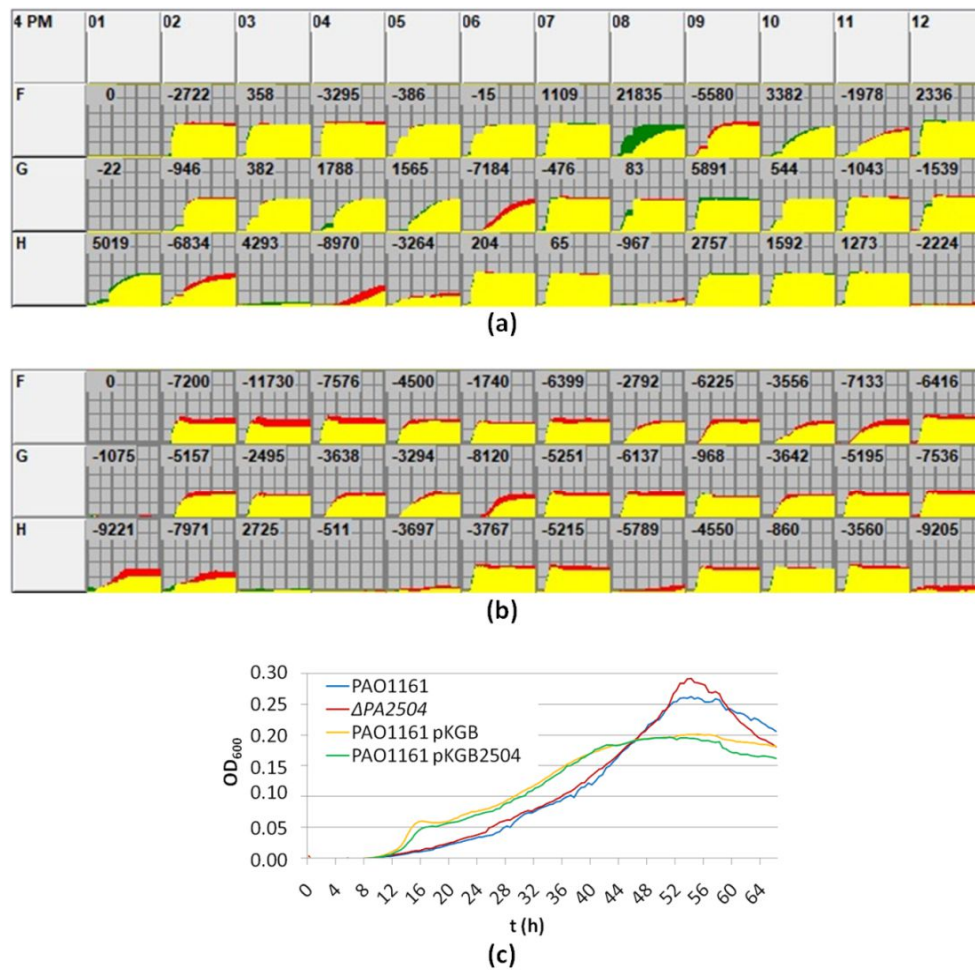 4 PM 01 02 03 04 05 06 07 08 09 10 11 12
F 0 -2722 358 -3295 -386 -15 1109 21835 -5580 3382 -1978 2336
G -22 -946 382 1788 1565 -7184 -476 83 5891 544 -1043 -1539
H 5019 -6834 4293 -8970 -3264 204 65 -967 2757 1592 1273 -2224
(a)
F 0 -7200 -11730 -7576 -4500 -1740 -6399 -2792 -6225 -3556 -7133 -6416
G -1075 -5157 -2495 -3638 -3294 -8120 -5251 -6137 -968 -3642 -5195 -7536
H -9221 -7971 2725 -511 -3697 -3767 -5215 -5789 -4550 -860 -3560 -9205
(b)
0.30
0.25
0.20
0.15
0.10
0.05
0.00
OD600
PAO1161
ΔPA2504
PAO1161 pKGB
PAO1161 pKGB2504
0 4 8 12 16 20 24 28 32 36 40 44 48 52 56 60 64
t (h)
(c)